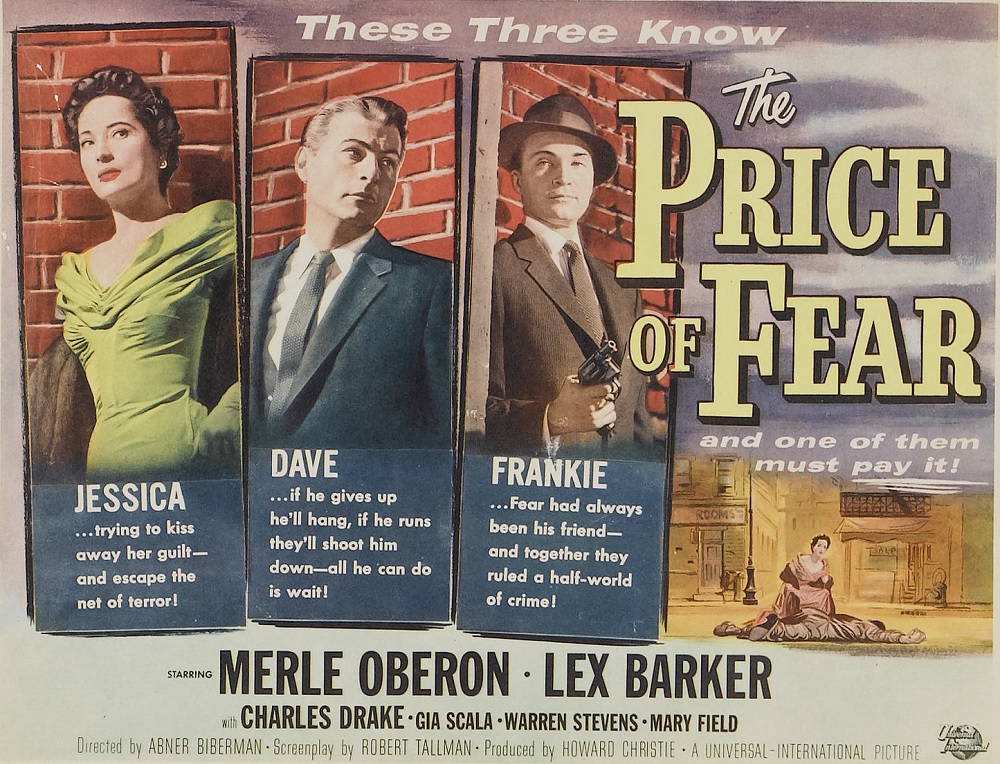 These Three Know
The
PRICE
OF FEAR
and one of them
must pay it!
JESSICA
...trying to kiss
away her guilt—
and escape the
net of terror!
DAVE
...if he gives up
he'll hang, if he runs
they'll shoot him
down—all he can do
is wait!
FRANKIE
...Fear had always
been his friend—
and together they
ruled a half-world
of crime!
ROOMS
STARRING MERLE OBERON · LEX BARKER
with CHARLES DRAKE · GIA SCALA · WARREN STEVENS · MARY FIELD
Directed by ABNER BIBERMAN · Screenplay by ROBERT TALLMAN · Produced by HOWARD CHRISTIE · A UNIVERSAL-INTERNATIONAL PICTURE
Universal
International